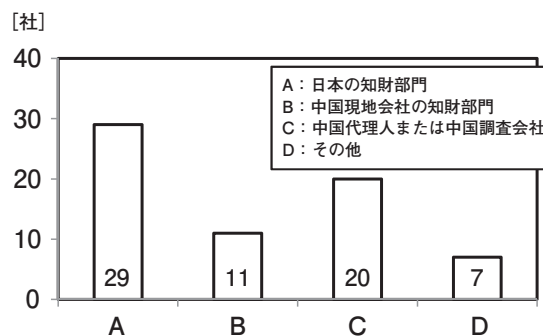 [社]
40
30
20
10
0
A：日本の知財部門
B：中国現地会社の知財部門
C：中国代理人または中国調査会社
D：その他
29
11
20
7
A
B
C
D